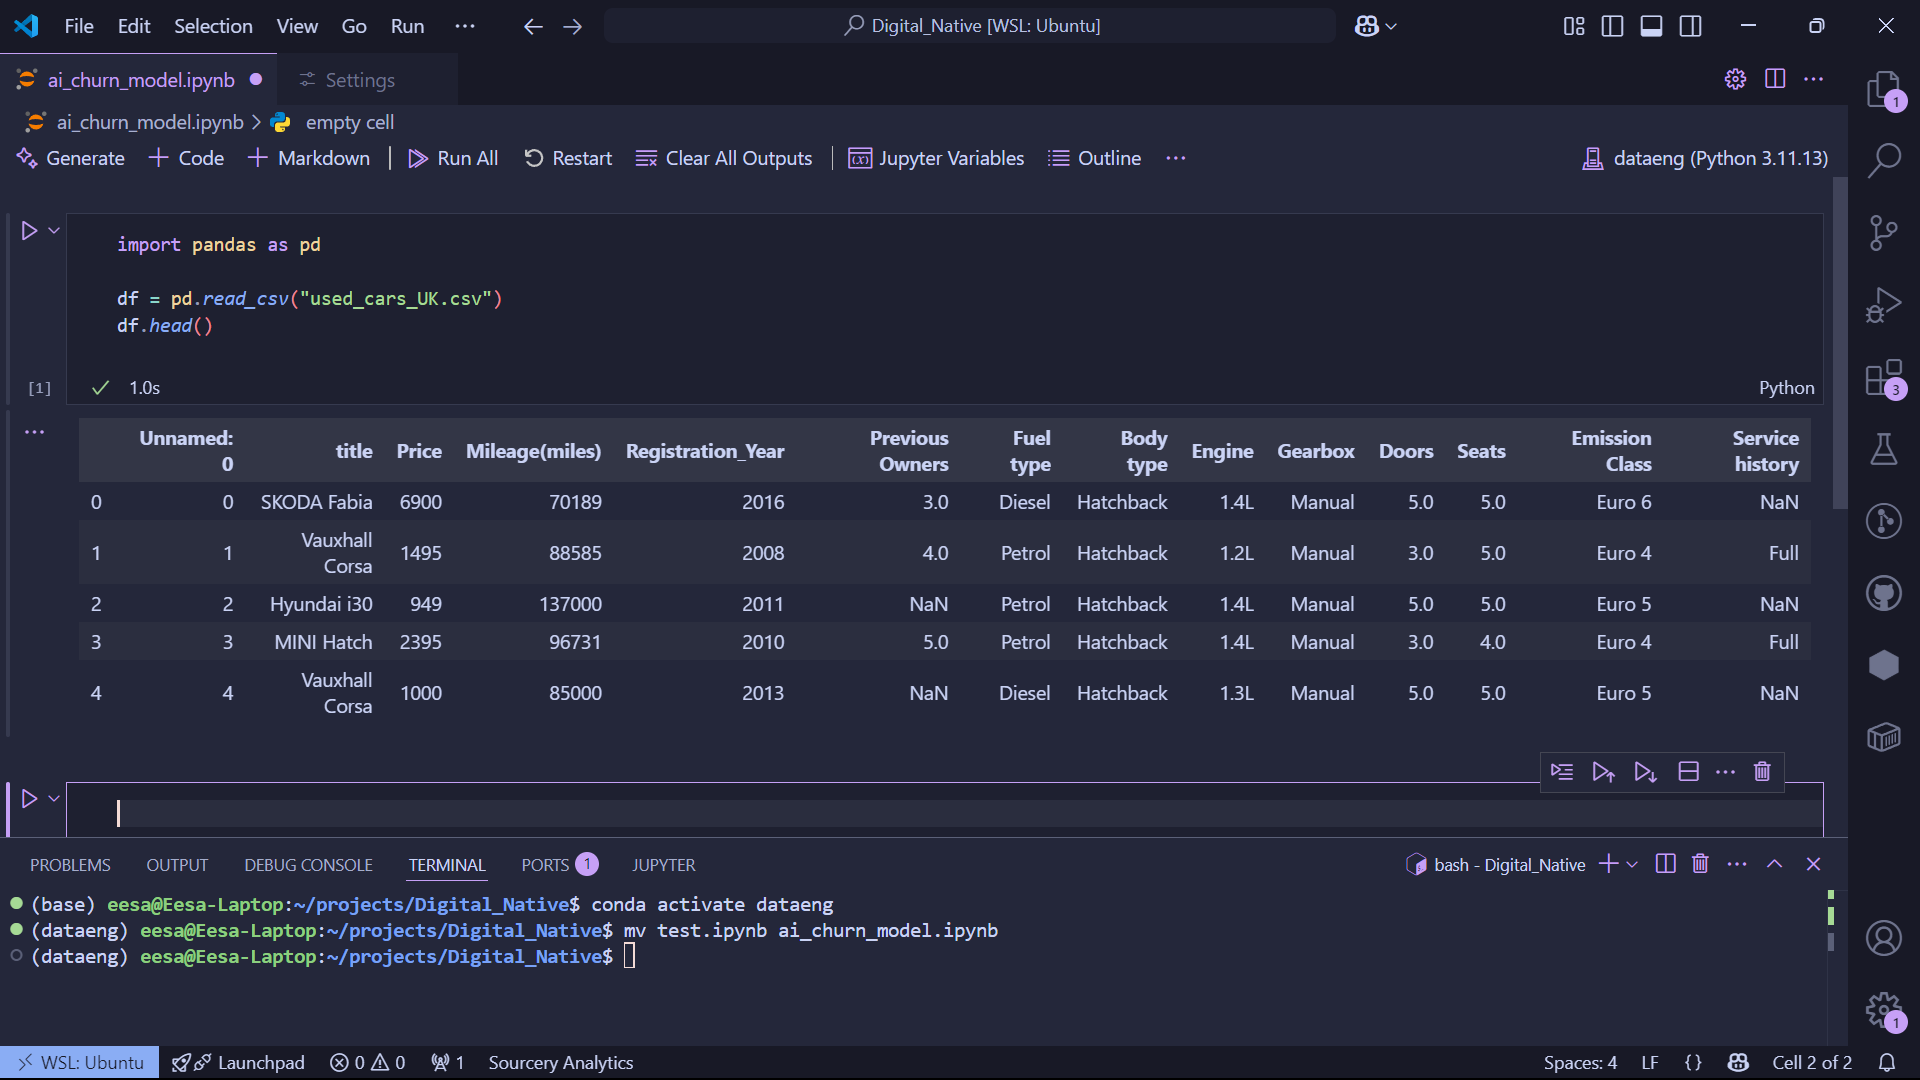 File Edit Selection View Go Run ··· Digital_Native [WSL: Ubuntu]
ai_churn_model.ipynb Settings
ai_churn_model.ipynb > empty cell
Generate + Code + Markdown Run All Restart Clear All Outputs Jupyter Variables Outline ··· dataeng (Python 3.11.13)
import pandas as pd
df = pd.read_csv("used_cars_UK.csv")
df.head()
[1] 1.0s Python
Unnamed: 0 title Price Mileage(miles) Registration_Year Previous Owners Fuel type Body type Engine Gearbox Doors Seats Emission Class Service history
0 0 SKODA Fabia 6900 70189 2016 3.0 Diesel Hatchback 1.4L Manual 5.0 5.0 Euro 6 NaN
1 1 Vauxhall Corsa 1495 88585 2008 4.0 Petrol Hatchback 1.2L Manual 3.0 5.0 Euro 4 Full
2 2 Hyundai i30 949 137000 2011 NaN Petrol Hatchback 1.4L Manual 5.0 5.0 Euro 5 NaN
3 3 MINI Hatch 2395 96731 2010 5.0 Petrol Hatchback 1.4L Manual 3.0 4.0 Euro 4 Full
4 4 Vauxhall Corsa 1000 85000 2013 NaN Diesel Hatchback 1.3L Manual 5.0 5.0 Euro 5 NaN
PROBLEMS OUTPUT DEBUG CONSOLE TERMINAL PORTS 1 JUPYTER bash - Digital_Native
(base) eesa@Eesa-Laptop:~/projects/Digital_Native$ conda activate dataeng
(dataeng) eesa@Eesa-Laptop:~/projects/Digital_Native$ mv test.ipynb ai_churn_model.ipynb
(dataeng) eesa@Eesa-Laptop:~/projects/Digital_Native$
WSL: Ubuntu Launchpad 0 0 1 Sourcery Analytics Spaces: 4 LF {} Cell 2 of 2
1
3
1